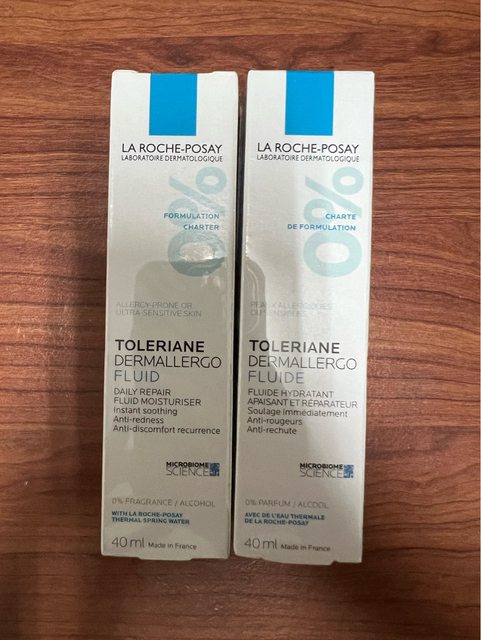 LA ROCHE-POSAY
LABORATOIRE DERMATOLOGIQUE
0%
FORMULATION
CHARTER
ALLERGY-PRONE OR
ULTRA SENSITIVE SKIN
TOLERIANE
DERMALLERGO
FLUID
DAILY REPAIR
FLUID MOISTURISER
Instant soothing
Anti-redness
Anti-discomfort recurrence
MICROBIOME
SCIENCE
0% FRAGRANCE / ALCOHOL
WITH LA ROCHE-POSAY
THERMAL SPRING WATER
40 ml Made in France
LA ROCHE-POSAY
LABORATOIRE DERMATOLOGIQUE
0%
CHARTE
DE FORMULATION
PEAUX ALLERGIQUES
OU SENSIBLES
TOLERIANE
DERMALLERGO
FLUIDE
FLUIDE HYDRATANT
APAISANT ET RÉPARATEUR
Soulage immédiatement
Anti-rougeurs
Anti-rechute
MICROBIOME
SCIENCE
0% PARFUM / ALCOOL
AVEC DE L'EAU THERMALE
DE LA ROCHE-POSAY
40 ml Made in France